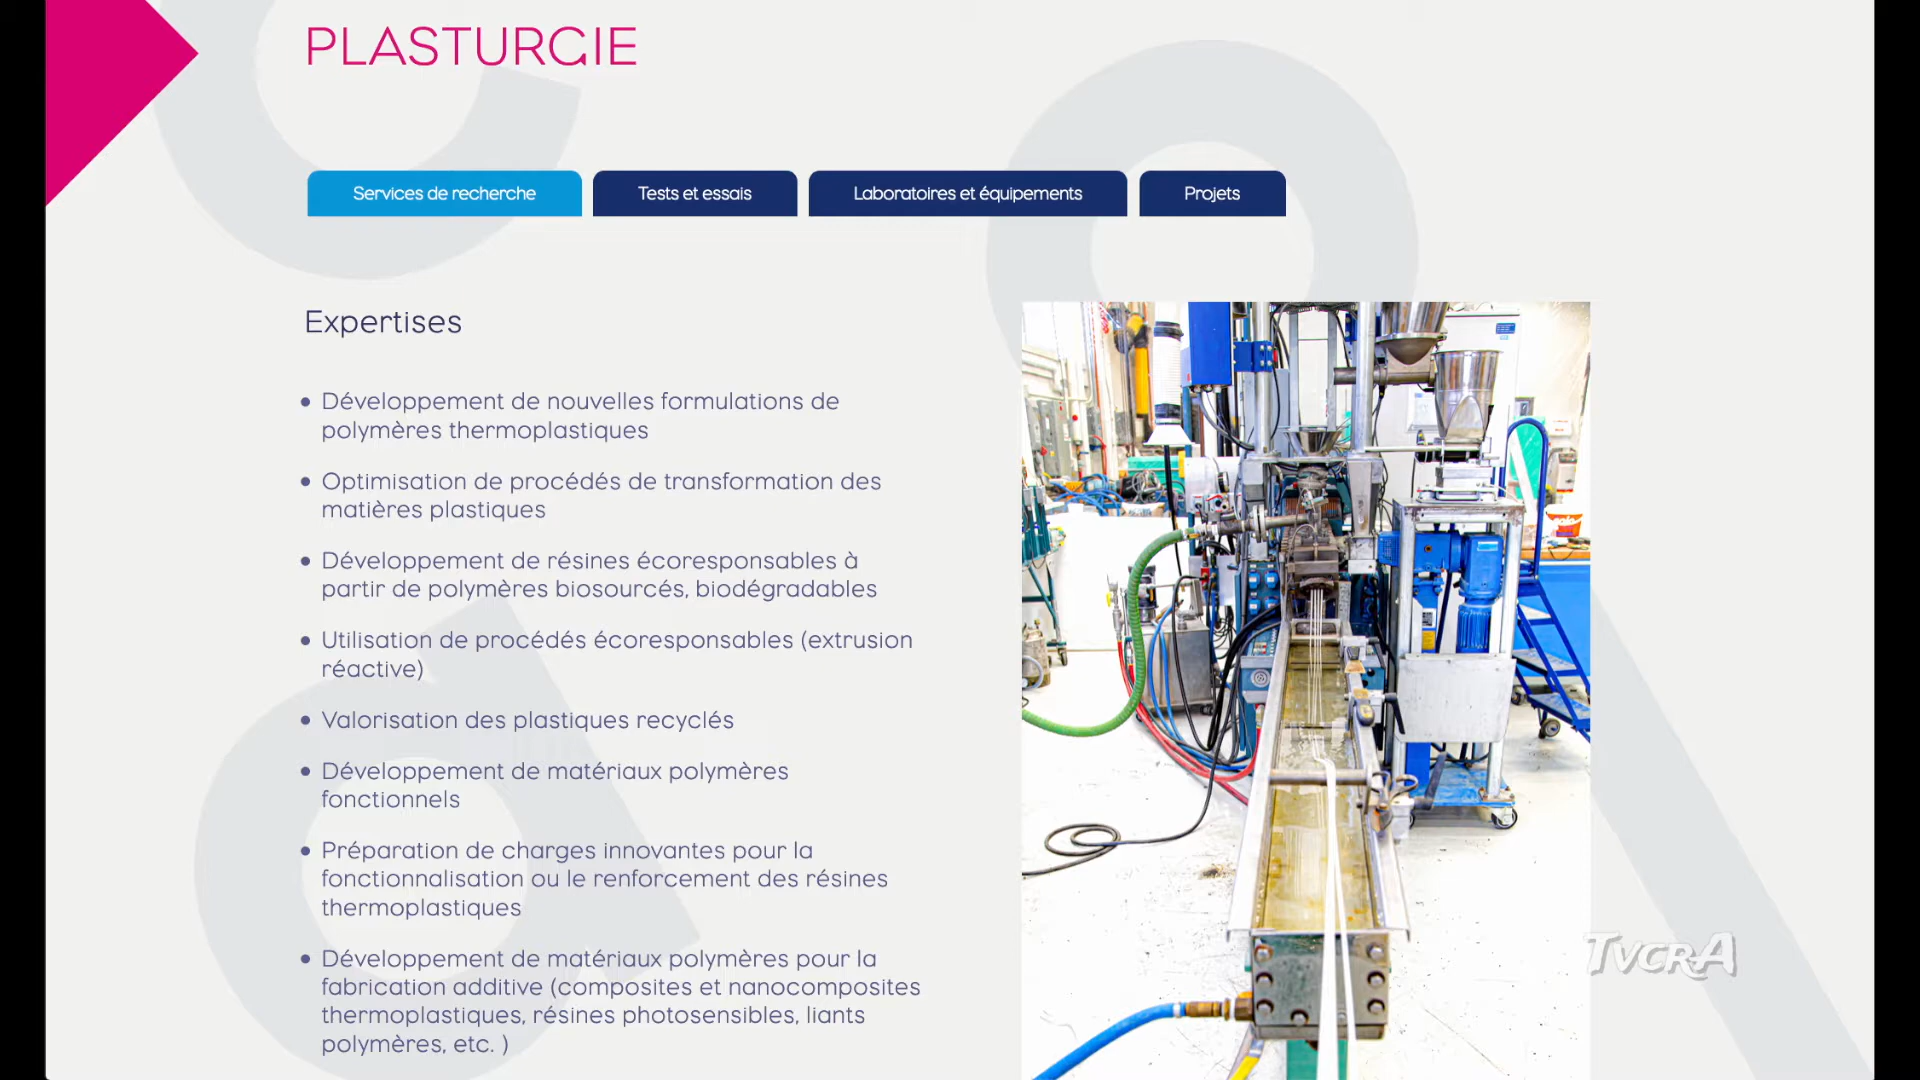 PLASTURGIE
Services de recherche
Tests et essais
Laboratoires et équipements
Projets
Expertises
• Développement de nouvelles formulations de
polymères thermoplastiques
• Optimisation de procédés de transformation des
matières plastiques
• Développement de résines écoresponsables à
partir de polymères biosourcés, biodégradables
• Utilisation de procédés écoresponsables (extrusion
réactive)
• Valorisation des plastiques recyclés
• Développement de matériaux polymères
fonctionnels
• Préparation de charges innovantes pour la
fonctionnalisation ou le renforcement des résines
thermoplastiques
• Développement de matériaux polymères pour la
fabrication additive (composites et nanocomposites
thermoplastiques, résines photosensibles, liants
polymères, etc. )
TVCRA